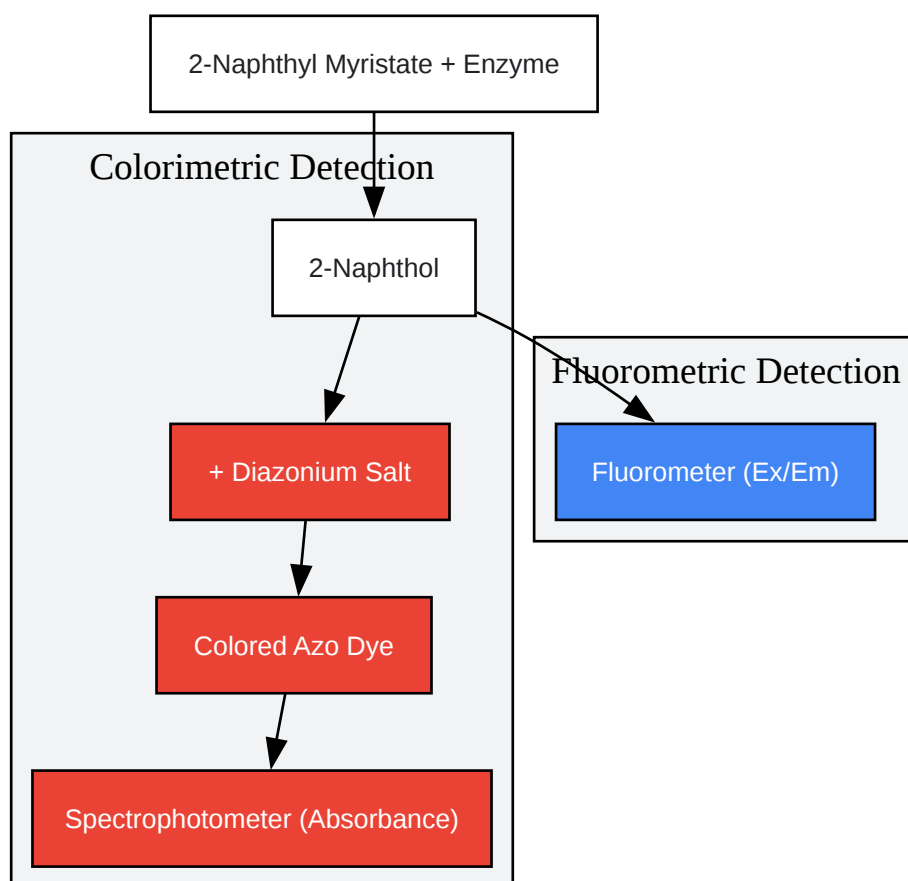 2-Naphthyl Myristate + Enzyme
Colorimetric Detection
2-Naphthol
Fluorometric Detection
+ Diazonium Salt
Fluorometer (Ex/Em)
Colored Azo Dye
Spectrophotometer (Absorbance)